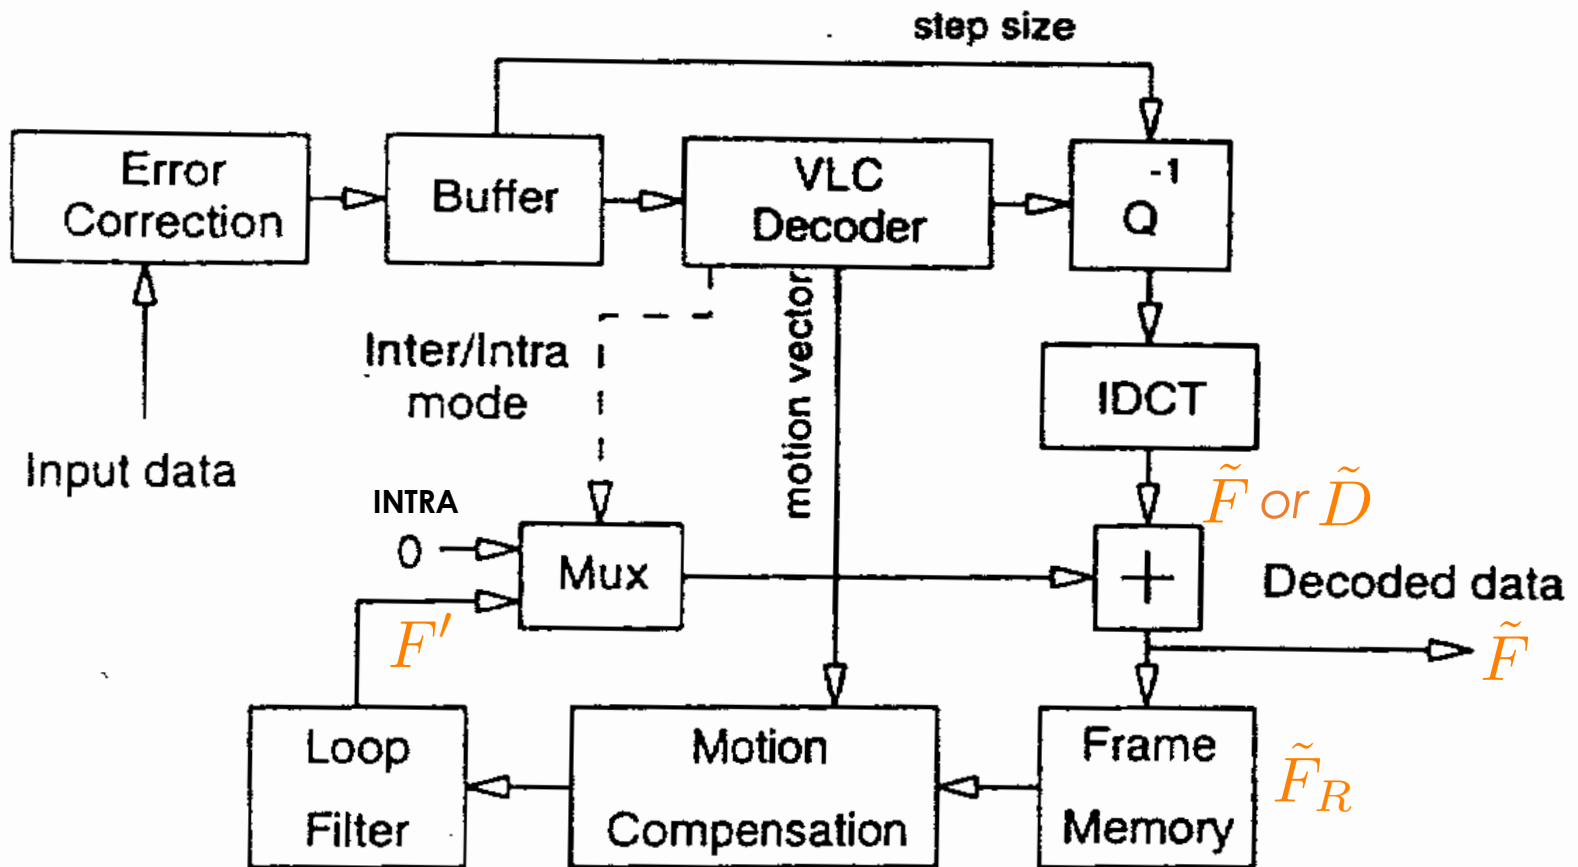 step size
Error
Correction
Buffer
VLC
Decoder
-1
Q
Inter/Intra
mode
motion vector
IDCT
Input data
INTRA
0
Mux
F̃ or D̃
+
Decoded data
F̃
F′
Loop
Filter
Motion
Compensation
Frame
Memory
F̃_R